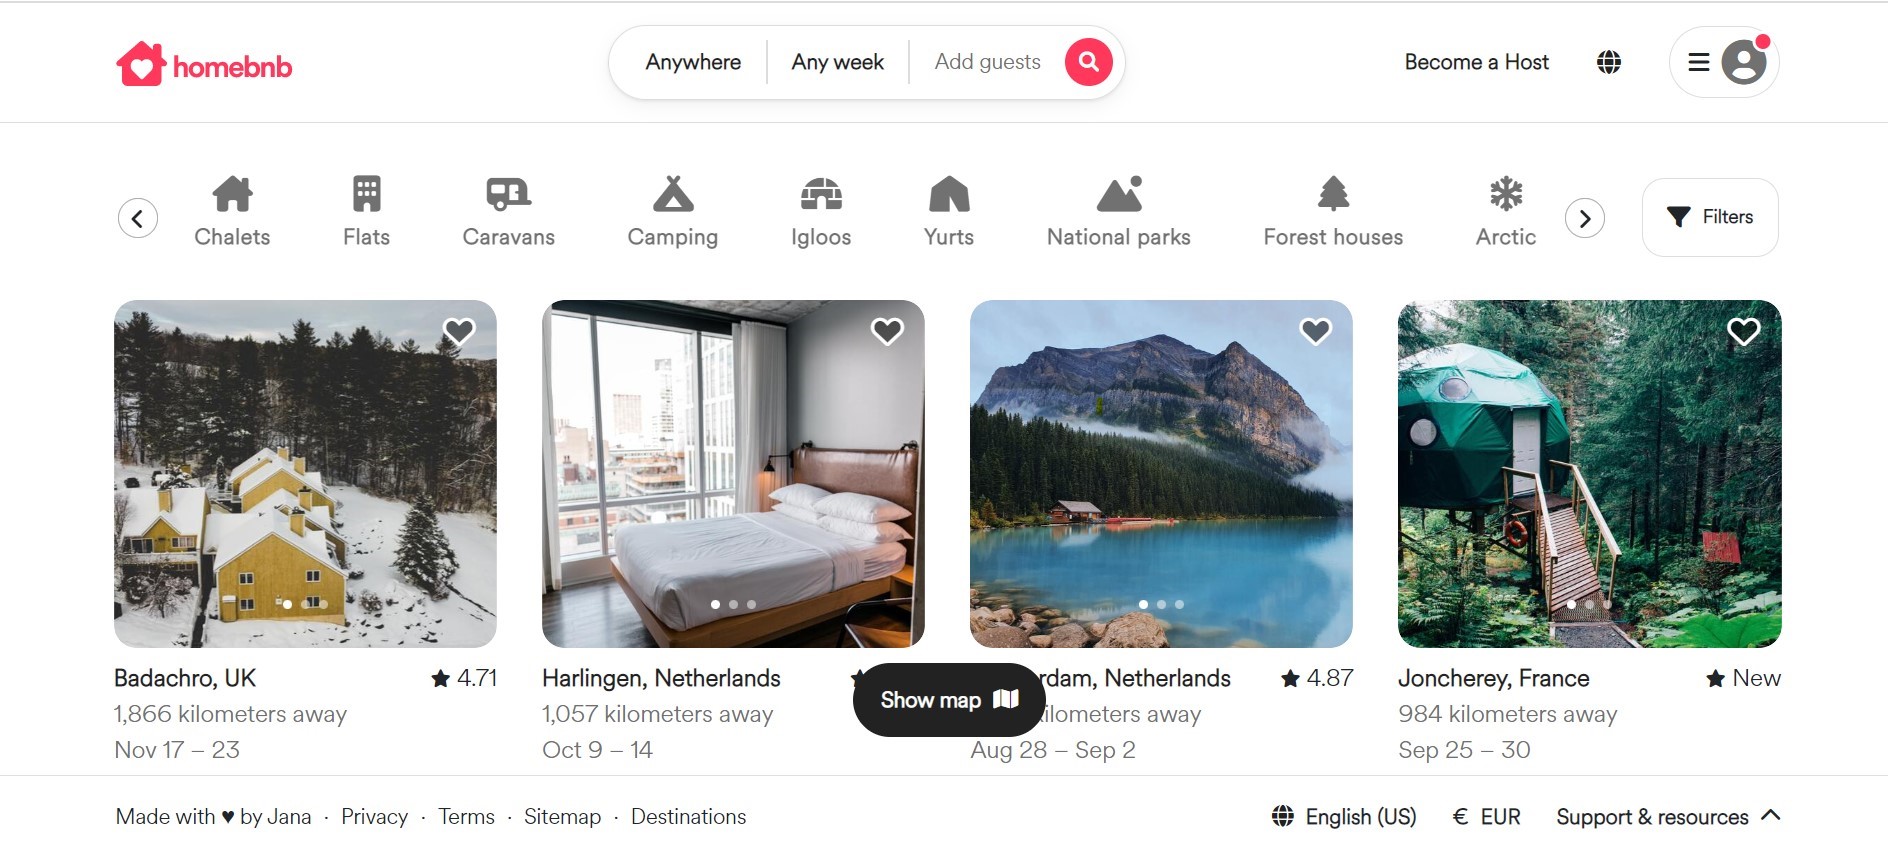 homebnb
Anywhere
Any week
Add guests
Become a Host
Chalets
Flats
Caravans
Camping
Igloos
Yurts
National parks
Forest houses
Arctic
Filters
Badachro, UK
4.71
1,866 kilometers away
Nov 17 – 23
Harlingen, Netherlands
1,057 kilometers away
Oct 9 – 14
Show map
rdam, Netherlands
4.87
kilometers away
Aug 28 – Sep 2
Joncherey, France
New
984 kilometers away
Sep 25 – 30
Made with ♥ by Jana · Privacy · Terms · Sitemap · Destinations
English (US)
€ EUR
Support & resources